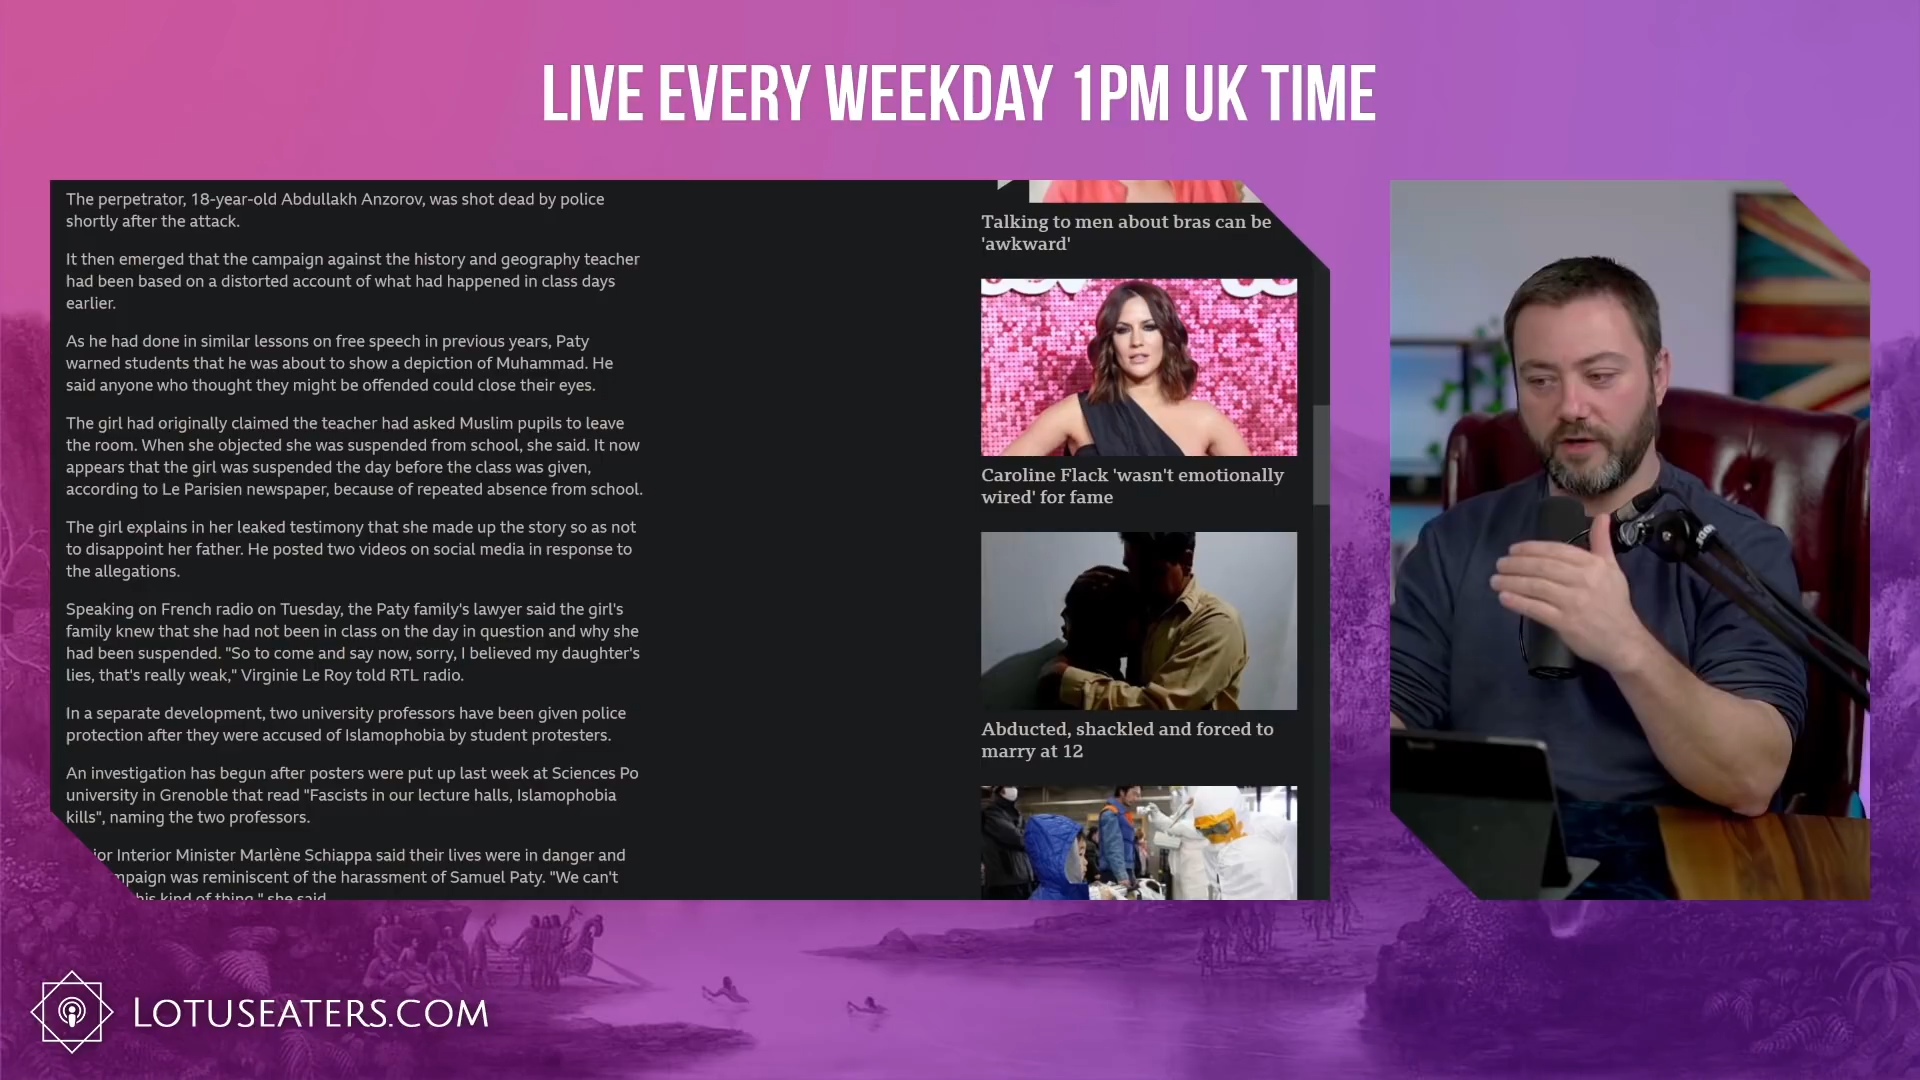 LIVE EVERY WEEKDAY 1PM UK TIME
The perpetrator, 18-year-old Abdullakh Anzorov, was shot dead by police
shortly after the attack.
It then emerged that the campaign against the history and geography teacher
had been based on a distorted account of what had happened in class days
earlier.
As he had done in similar lessons on free speech in previous years, Paty
warned students that he was about to show a depiction of Muhammad. He
said anyone who thought they might be offended could close their eyes.
The girl had originally claimed the teacher had asked Muslim pupils to leave
the room. When she objected she was suspended from school, she said. It now
appears that the girl was suspended the day before the class was given,
according to Le Parisien newspaper, because of repeated absence from school.
The girl explains in her leaked testimony that she made up the story so as not
to disappoint her father. He posted two videos on social media in response to
the allegations.
Speaking on French radio on Tuesday, the Paty family's lawyer said the girl's
family knew that she had not been in class on the day in question and why she
had been suspended. "So to come and say now, sorry, I believed my daughter's
lies, that's really weak," Virginie Le Roy told RTL radio.
In a separate development, two university professors have been given police
protection after they were accused of Islamophobia by student protesters.
An investigation has begun after posters were put up last week at Sciences Po
university in Grenoble that read "Fascists in our lecture halls, Islamophobia
kills", naming the two professors.
Interior Minister Marlène Schiappa said their lives were in danger and
was reminiscent of the harassment of Samuel Paty. "We can't
kind of thing," she said.
Talking to men about bras can be
'awkward'
Caroline Flack 'wasn't emotionally
wired' for fame
Abducted, shackled and forced to
marry at 12
LOTUSEATERS.COM